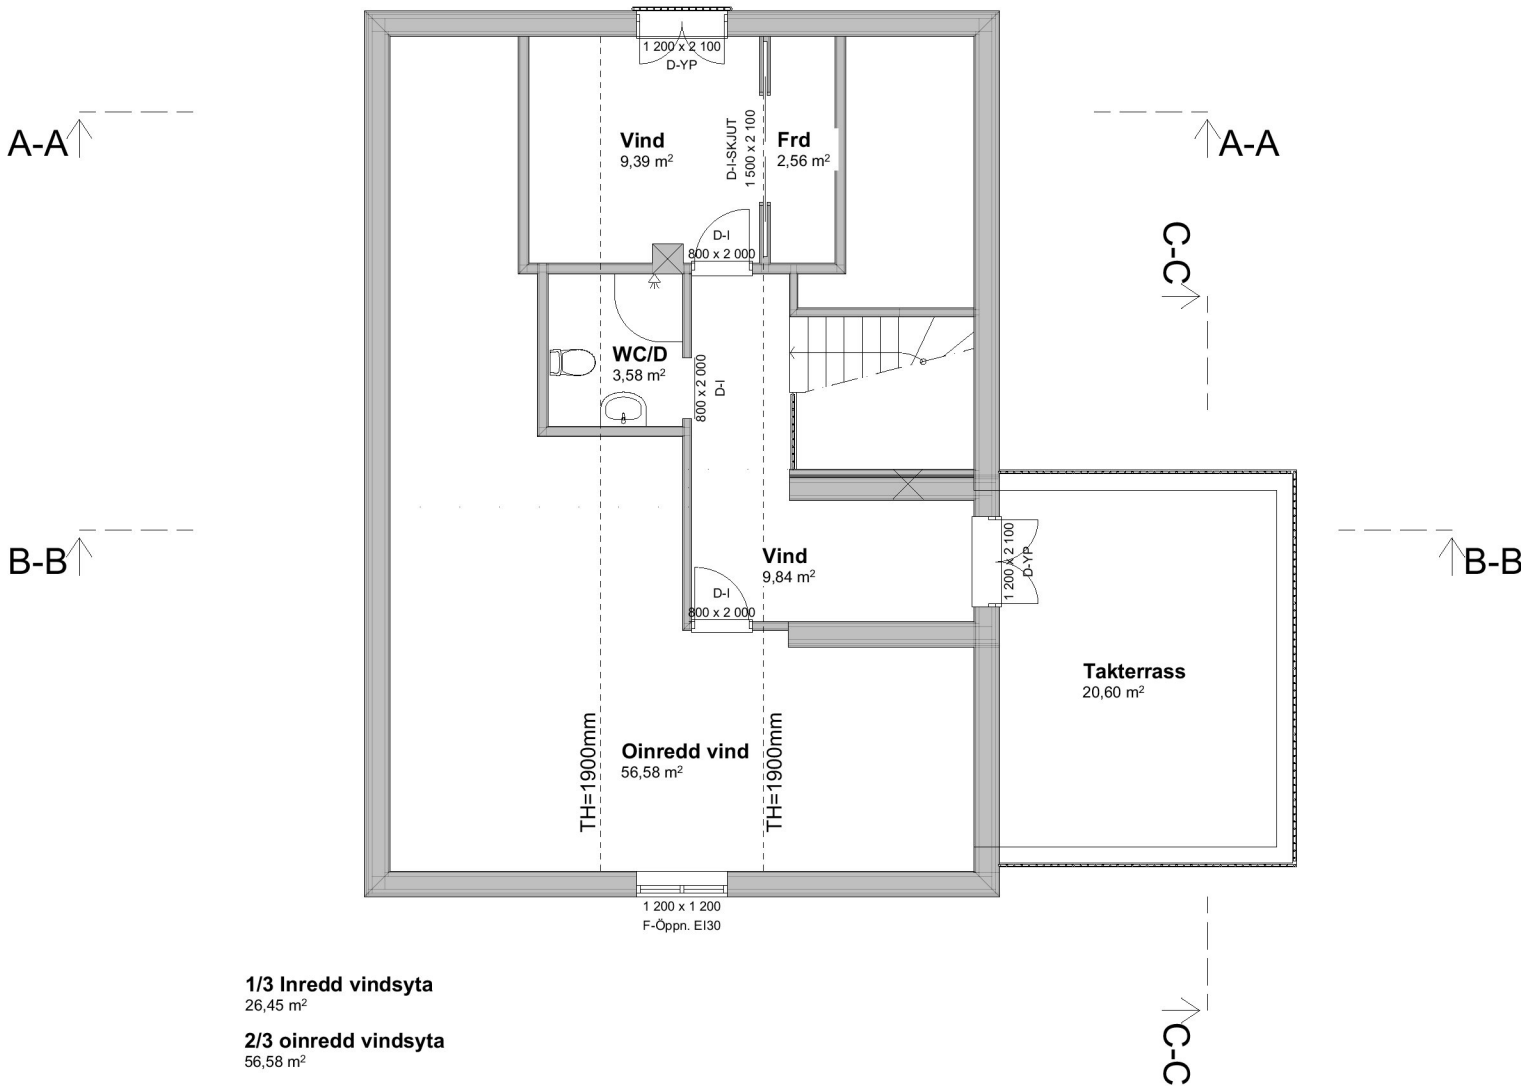 1 200 x 2 100
D-YP
A-A
Vind
9,39 m²
D-I-SKJUT
1 500 x 2 100
Frd
2,56 m²
A-A
D-I
800 x 2 000
C-C
WC/D
3,58 m²
800 x 2 000
D-I
B-B
Vind
9,84 m²
1 200 x 2 100
D-YP
B-B
D-I
800 x 2 000
Takterrass
20,60 m²
TH=1900mm
Oinredd vind
56,58 m²
TH=1900mm
1 200 x 1 200
F-Öppn. EI30
1/3 Inredd vindsyta
26,45 m²
2/3 oinredd vindsyta
56,58 m²
C-C